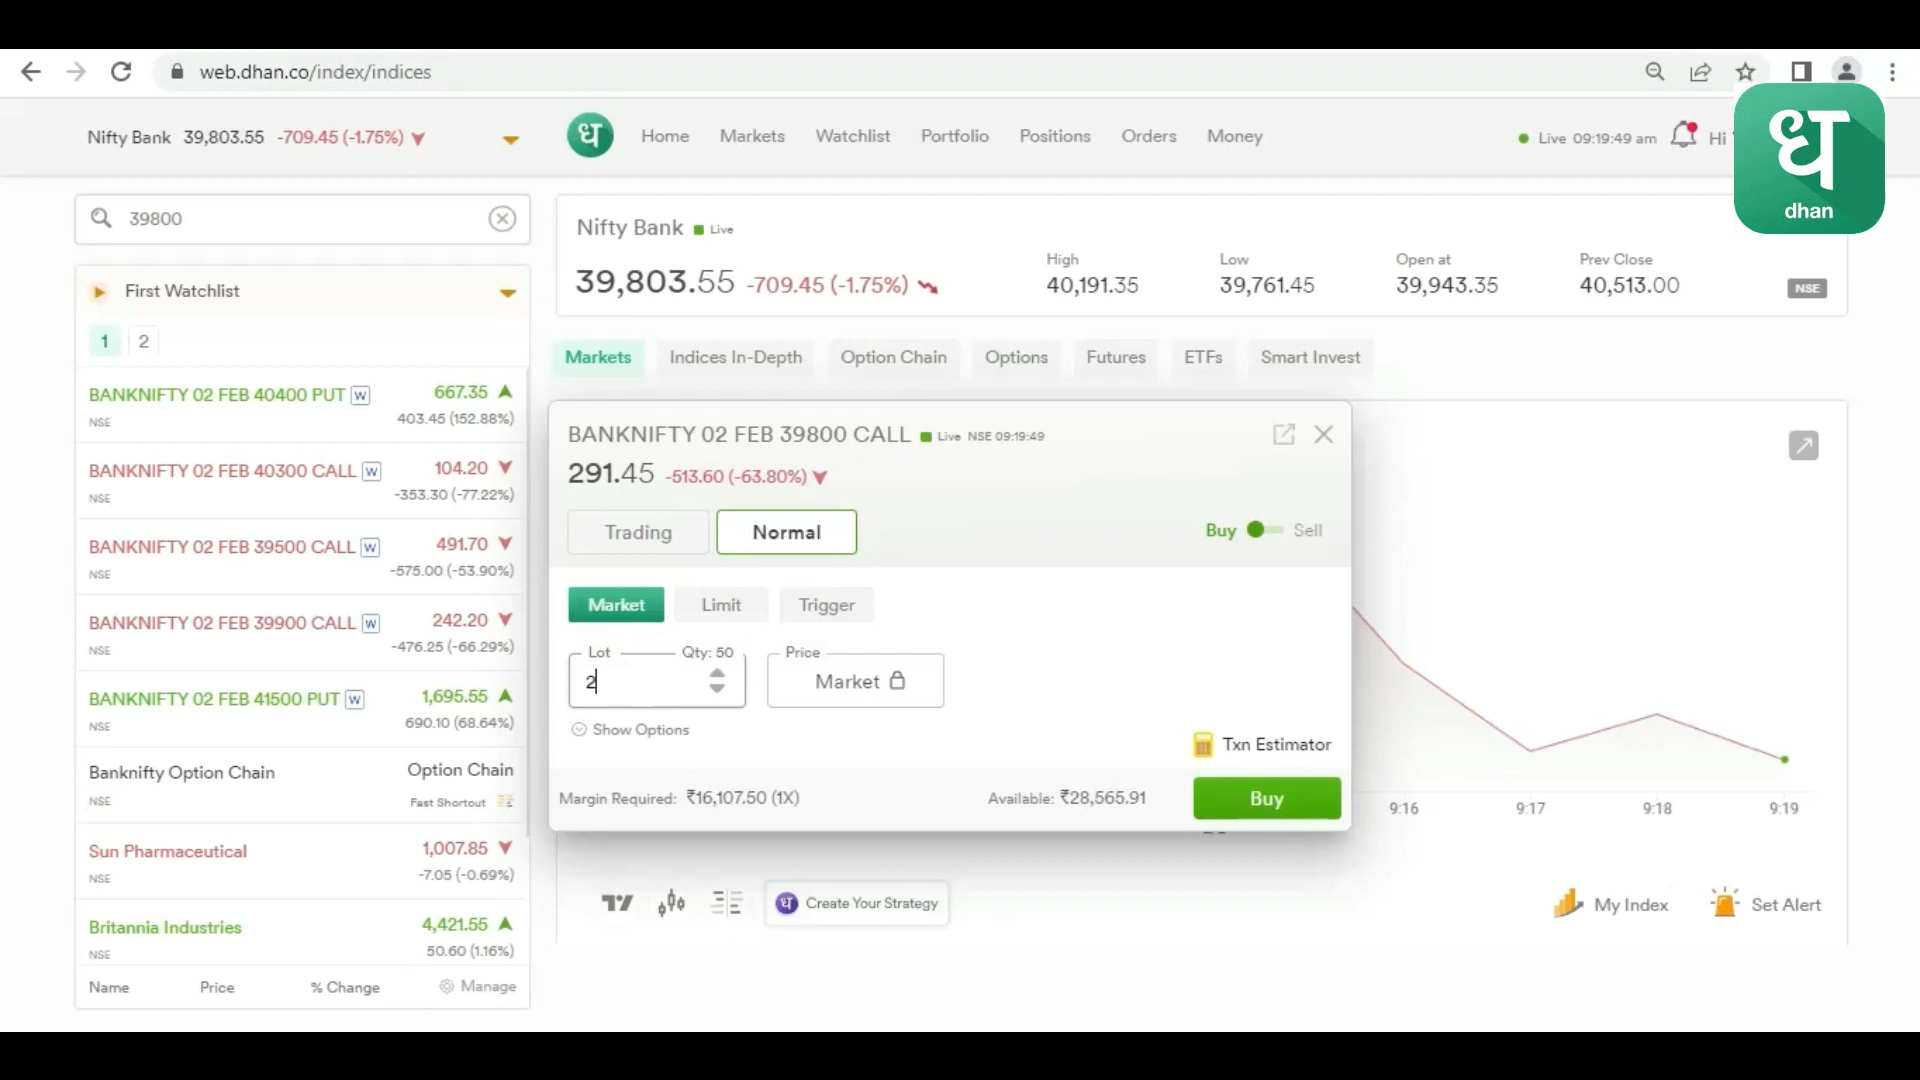 web.dhan.co/index/indices
Nifty Bank 39,803.55 -709.45 (-1.75%)
ध
Home Markets Watchlist Portfolio Positions Orders Money
Live 09:19:49 am
Hi
ध
dhan
39800
First Watchlist
1 2
BANKNIFTY 02 FEB 40400 PUT W 667.35
NSE 403.45 (152.88%)
BANKNIFTY 02 FEB 40300 CALL W 104.20
NSE -353.30 (-77.22%)
BANKNIFTY 02 FEB 39500 CALL W 491.70
NSE -575.00 (-53.90%)
BANKNIFTY 02 FEB 39900 CALL W 242.20
NSE -476.25 (-66.29%)
BANKNIFTY 02 FEB 41500 PUT W 1,695.55
NSE 690.10 (68.64%)
Banknifty Option Chain Option Chain
NSE Fast Shortcut
Sun Pharmaceutical 1,007.85
NSE -7.05 (-0.69%)
Britannia Industries 4,421.55
NSE 50.60 (1.16%)
Name Price % Change Manage
Nifty Bank Live
39,803.55 -709.45 (-1.75%)
High Low Open at Prev Close
40,191.35 39,761.45 39,943.35 40,513.00
NSE
Markets Indices In-Depth Option Chain Options Futures ETFs Smart Invest
BANKNIFTY 02 FEB 39800 CALL Live NSE 09:19:49
291.45 -513.60 (-63.80%)
Trading Normal
Buy Sell
Market Limit Trigger
Lot Qty: 50 Price
2 Market
Show Options
Txn Estimator
Margin Required: ₹16,107.50 (1X) Available: ₹28,565.91 Buy
9:16 9:17 9:18 9:19
ध Create Your Strategy
My Index Set Alert